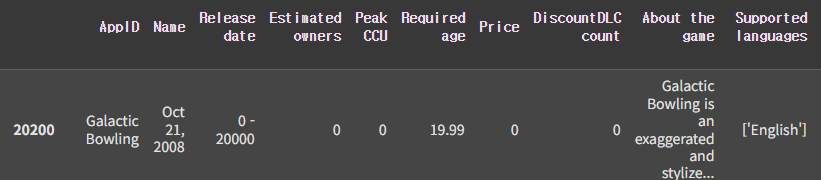 AppID Name Release date Estimated owners Peak CCU Required age Price DiscountDLC count About the game Supported languages
20200 Galactic Bowling Oct 21, 2008 0 - 20000 0 0 19.99 0 0 Galactic Bowling is an exaggerated and stylize... ['English']